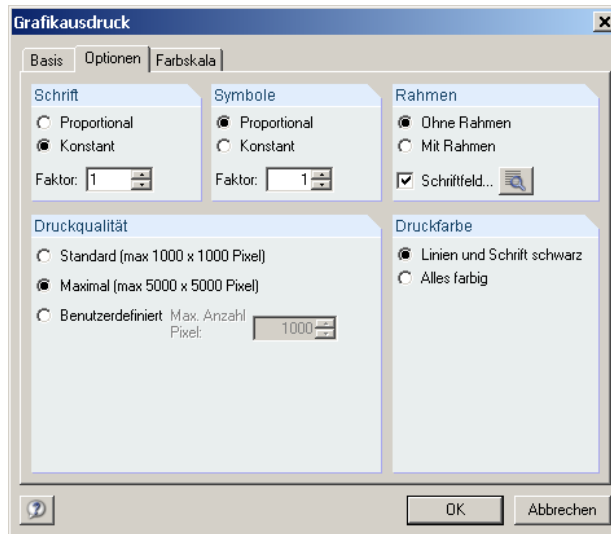 Grafikausdruck
Basis Optionen Farbskala
Schrift
Proportional
Konstant
Faktor: 1
Symbole
Proportional
Konstant
Faktor: 1
Rahmen
Ohne Rahmen
Mit Rahmen
Schriftfeld...
Druckqualität
Standard (max 1000 x 1000 Pixel)
Maximal (max 5000 x 5000 Pixel)
Benutzerdefiniert Max. Anzahl
Pixel: 1000
Druckfarbe
Linien und Schrift schwarz
Alles farbig
OK Abbrechen